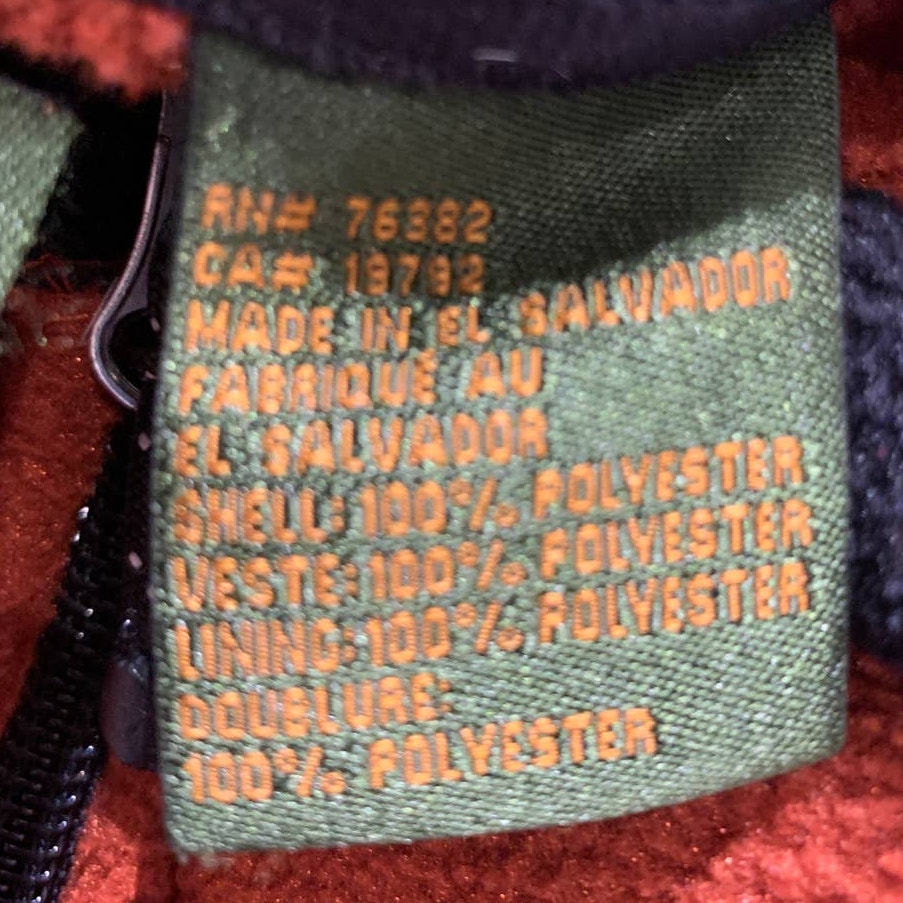 RN# 76382
CA# 19792
MADE IN EL SALVADOR
FABRIQUÉ AU
EL SALVADOR
SHELL: 100% POLYESTER
VESTE: 100% POLYESTER
LINING: 100% POLYESTER
DOUBLURE:
100% POLYESTER